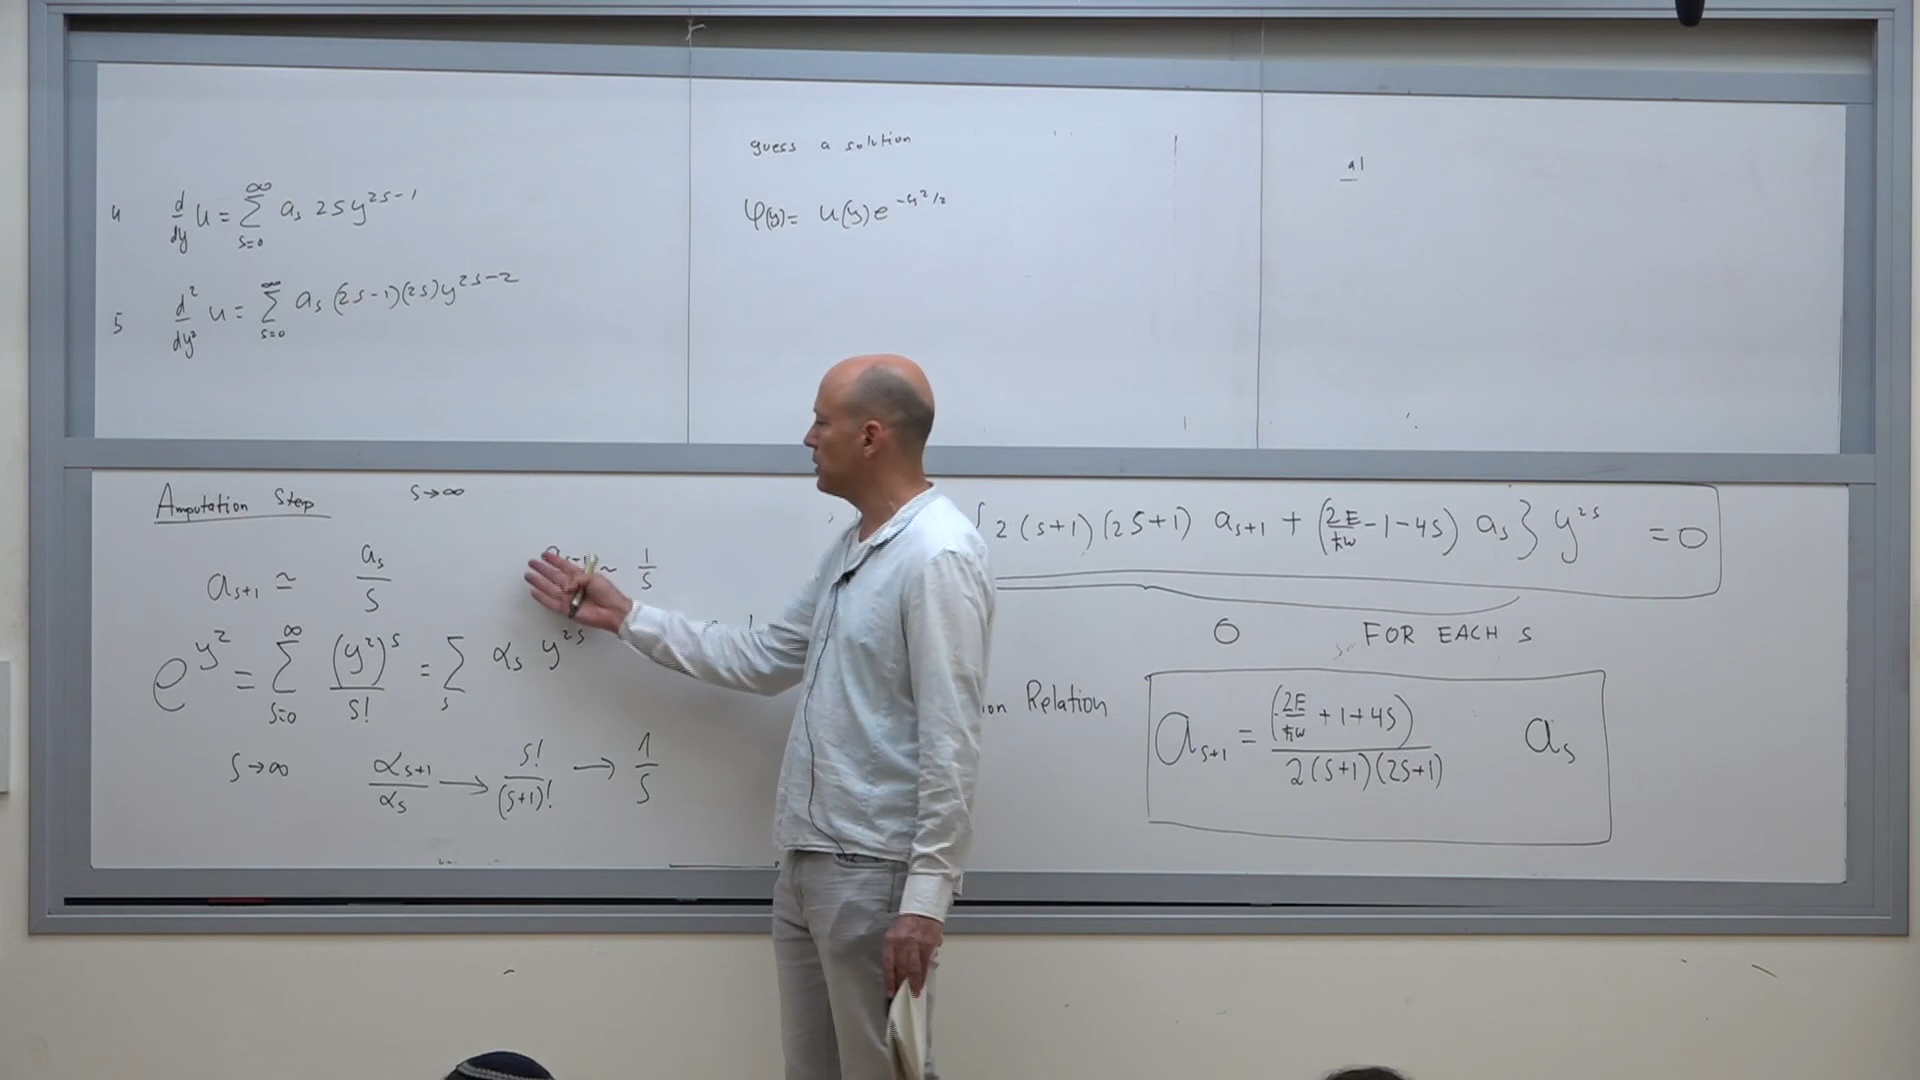 4 d/dy u = ∑_{s=0}^{∞} a_s 2s y^{2s-1}
5 d²/dy² u = ∑_{s=0}^{∞} a_s (2s-1)(2s) y^{2s-2}
guess a solution
φ(y) = u(y) e^{-y²/2}
al
Amputation Step s→∞
a_{s+1} ≃ a_s/s
~ 1/s
e^{y²} = ∑_{s=0}^{∞} (y²)^s/s! = ∑_s α_s y^{2s}
s→∞ α_{s+1}/α_s → s!/(s+1)! → 1/s
2(s+1)(2s+1) a_{s+1} + (2E/ħω - 1 - 4s) a_s } y^{2s} = 0
0 FOR EACH s
ion Relation
a_{s+1} = (-2E/ħω + 1 + 4s)/2(s+1)(2s+1) a_s